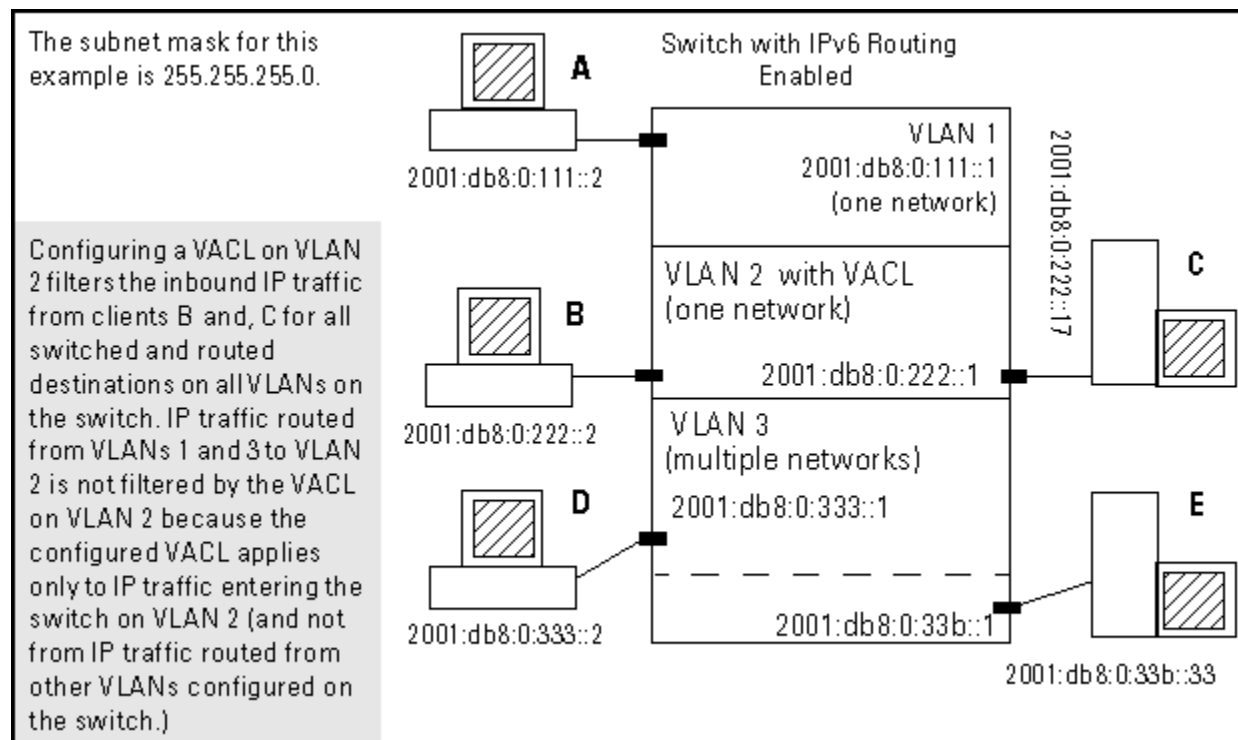 The subnet mask for this
example is 255.255.255.0.
Configuring a VACL on VLAN
2 filters the inbound IP traffic
from clients B and, C for all
switched and routed
destinations on all VLANs on
the switch. IP traffic routed
from VLANs 1 and 3 to VLAN
2 is not filtered by the VACL
on VLAN 2 because the
configured VACL applies
only to IP traffic entering the
switch on VLAN 2 (and not
from IP traffic routed from
other VLANs configured on
the switch.)
A
2001:db8:0:111::2
B
2001:db8:0:222::2
D
2001:db8:0:333::2
Switch with IPv6 Routing
Enabled
VLAN 1
2001:db8:0:111::1
(one network)
VLAN 2 with VACL
(one network)
2001:db8:0:222::1
VLAN 3
(multiple networks)
2001:db8:0:333::1
2001:db8:0:33b::1
2001:db8:0:222::17
C
E
2001:db8:0:33b::33